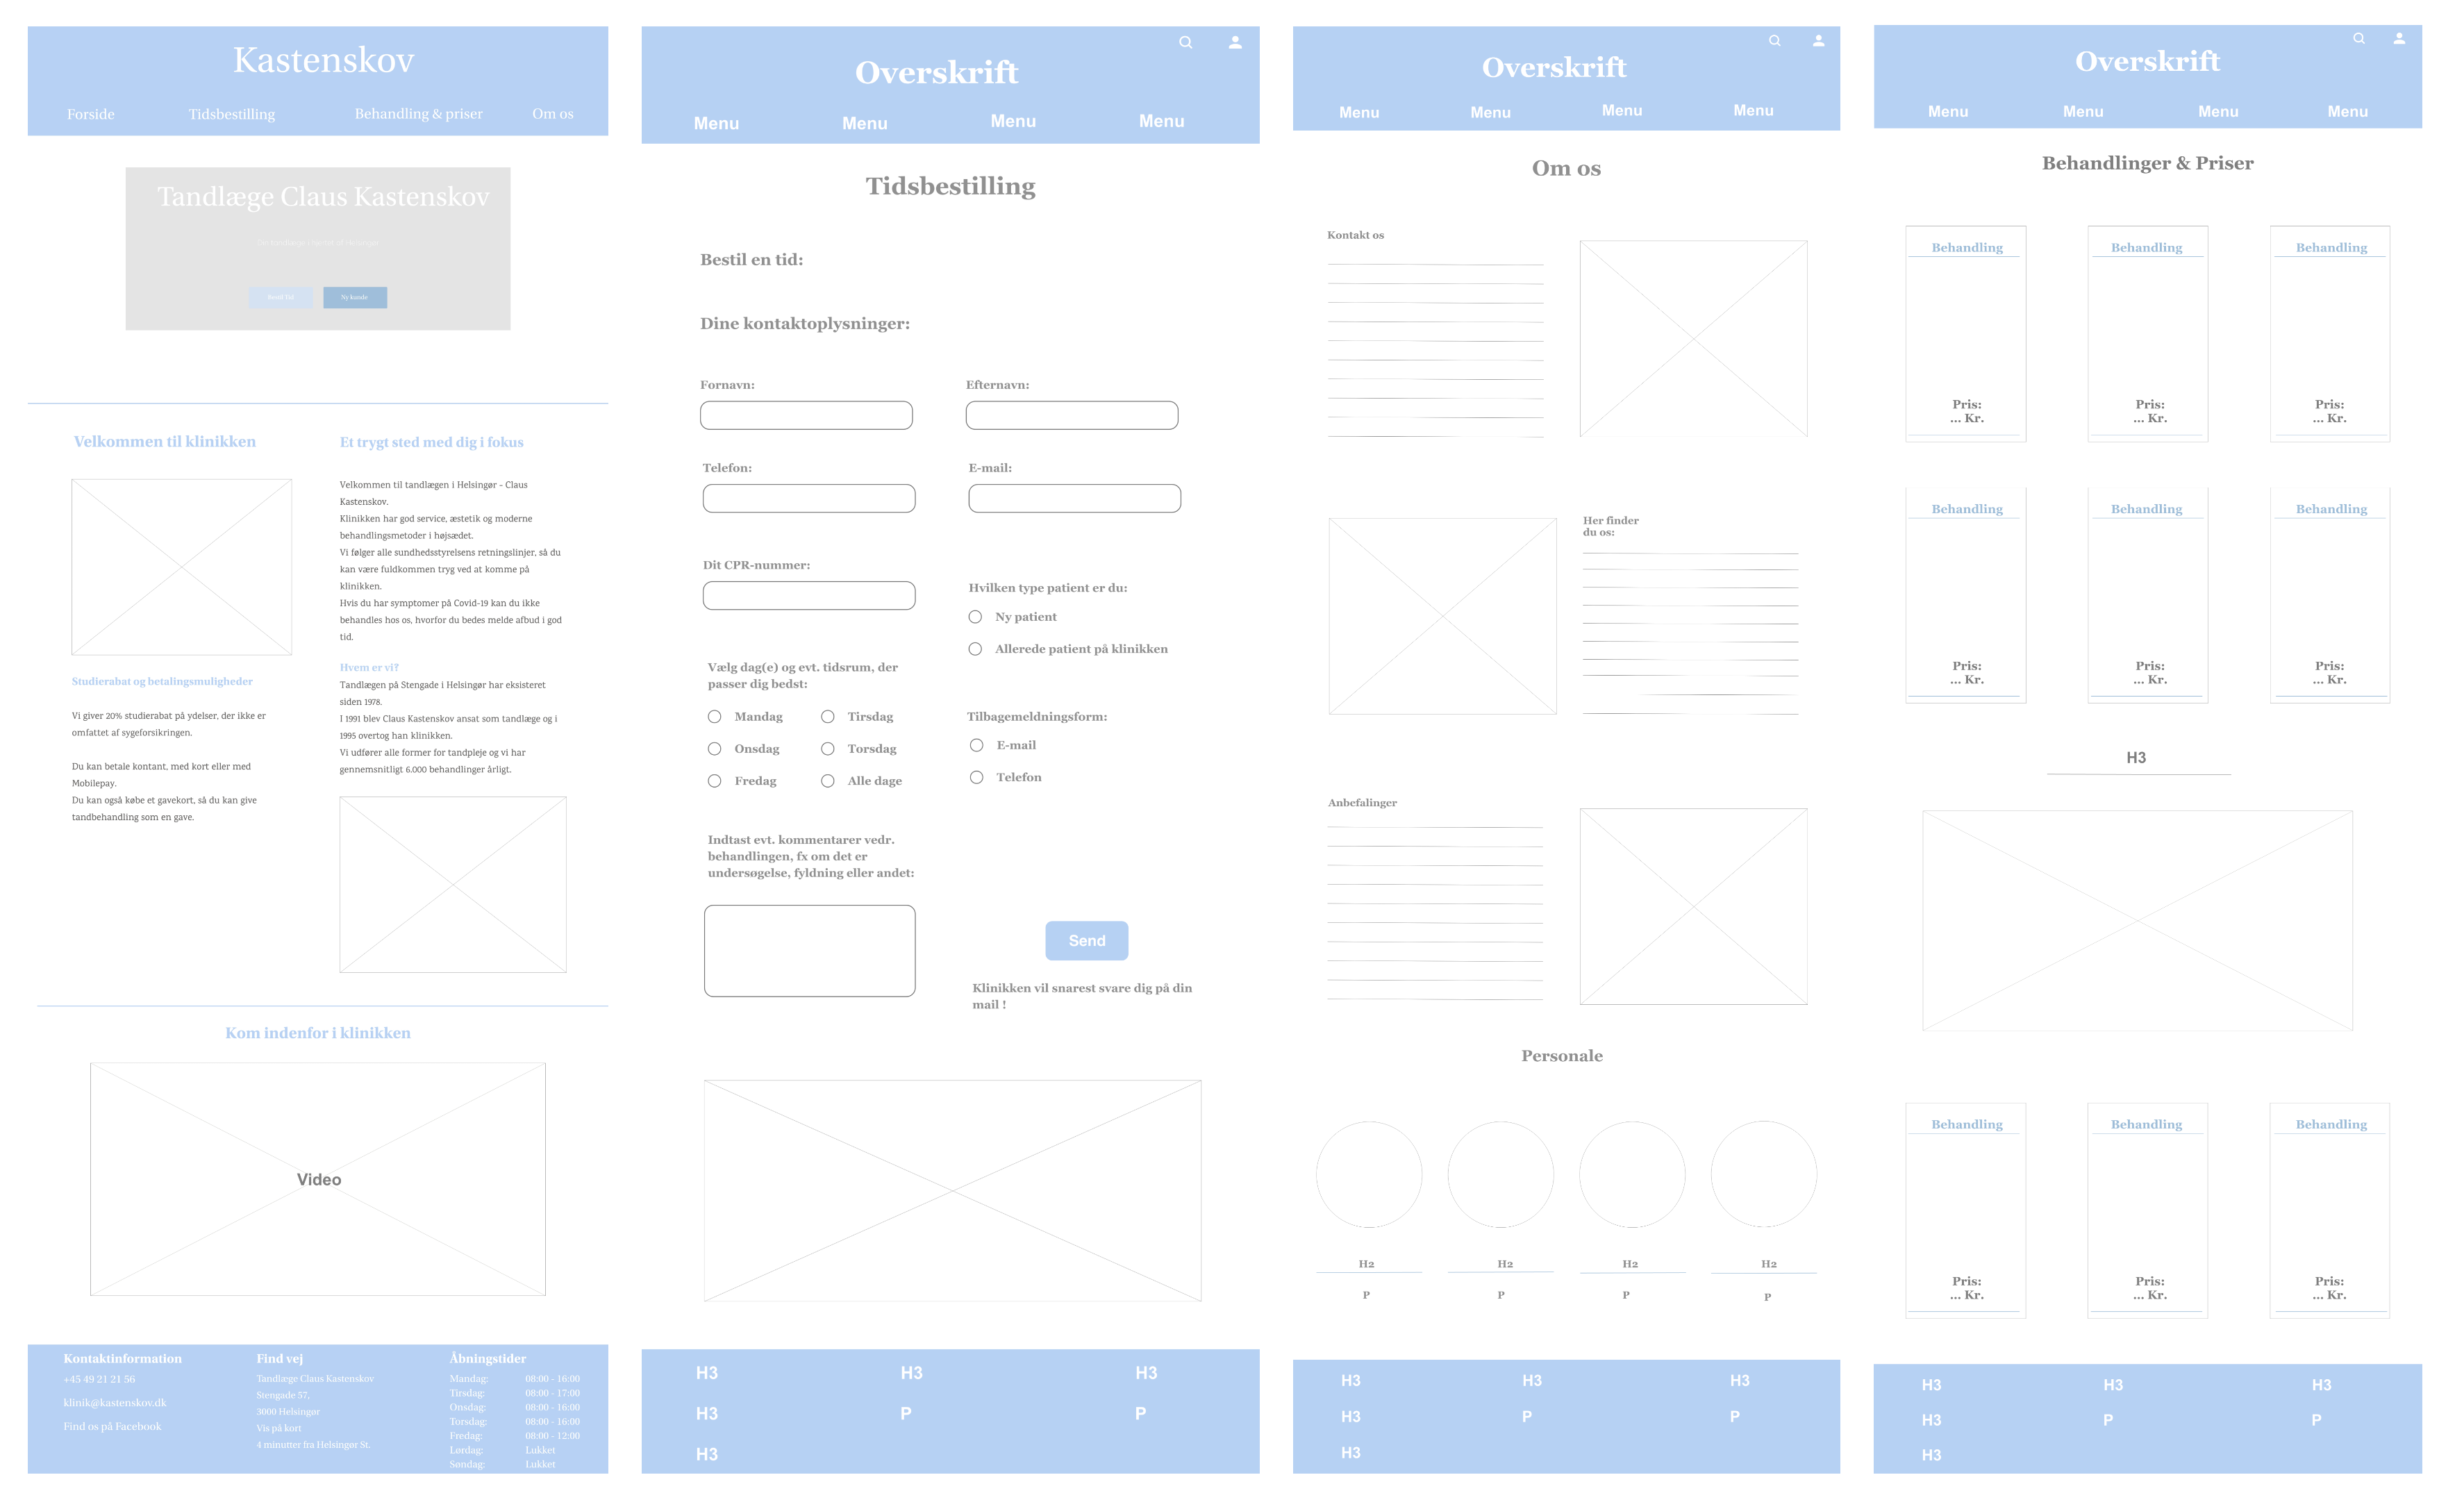 Kastenskov
Forside Tidsbestilling Behandling & priser Om os
Tandlæge Claus Kastenskov
Bestil Tid Ny kunde
Velkommen til klinikken
Studierabat og betalingsmuligheder
Vi giver 20% studierabat på ydelser, der ikke er
omfattet af sygeforsikringen.
Du kan betale kontant, med kort eller med
Mobilepay.
Du kan også købe et gavekort, så du kan give
tandbehandling som en gave.
Et trygt sted med dig i fokus
Velkommen til tandlægen i Helsingør - Claus
Kastenskov.
Klinikken har god service, æstetik og moderne
behandlingsmetoder i højsædet.
Vi følger alle sundhedsstyrelsens retningslinjer, så du
kan være fuldkommen tryg ved at komme på
klinikken.
Hvis du har symptomer på Covid-19 kan du ikke
behandles hos os, hvorfor du bedes melde afbud i god
tid.
Hvem er vi?
Tandlægen på Stengade i Helsingør har eksisteret
siden 1978.
I 1991 blev Claus Kastenskov ansat som tandlæge og i
1995 overtog han klinikken.
Vi udfører alle former for tandpleje og vi har
gennemsnitligt 6.000 behandlinger årligt.
Kom indenfor i klinikken
Video
Kontaktinformation
+45 49 21 21 56
klinik@kastenskov.dk
Find os på Facebook
Find vej
Tandlæge Claus Kastenskov
Stengade 57,
3000 Helsingør
Vis på kort
4 minutter fra Helsingør St.
Åbningstider
Mandag: 08:00 - 16:00
Tirsdag: 08:00 - 17:00
Onsdag: 08:00 - 16:00
Torsdag: 08:00 - 16:00
Fredag: 08:00 - 12:00
Lørdag: Lukket
Søndag: Lukket
Overskrift
Menu Menu Menu Menu
Tidsbestilling
Bestil en tid:
Dine kontaktoplysninger:
Fornavn: Efternavn:
Telefon: E-mail:
Dit CPR-nummer:
Hvilken type patient er du:
Ny patient
Allerede patient på klinikken
Vælg dag(e) og evt. tidsrum, der
passer dig bedst:
Mandag Tirsdag
Onsdag Torsdag
Fredag Alle dage
Tilbagemeldningsform:
E-mail
Telefon
Indtast evt. kommentarer vedr.
behandlingen, fx om det er
undersøgelse, fyldning eller andet:
Send
Klinikken vil snarest svare dig på din
mail !
H3 H3 H3
H3 P P
H3
Overskrift
Menu Menu Menu Menu
Om os
Kontakt os
Her finder
du os:
Anbefalinger
Personale
H2 H2 H2 H2
P P P P
H3 H3 H3
H3 P P
H3
Overskrift
Menu Menu Menu Menu
Behandlinger & Priser
Behandling Behandling Behandling
Pris: Pris: Pris:
... Kr. ... Kr. ... Kr.
Behandling Behandling Behandling
Pris: Pris: Pris:
... Kr. ... Kr. ... Kr.
H3
Behandling Behandling Behandling
Pris: Pris: Pris:
... Kr. ... Kr. ... Kr.
H3 H3 H3
H3 P P
H3